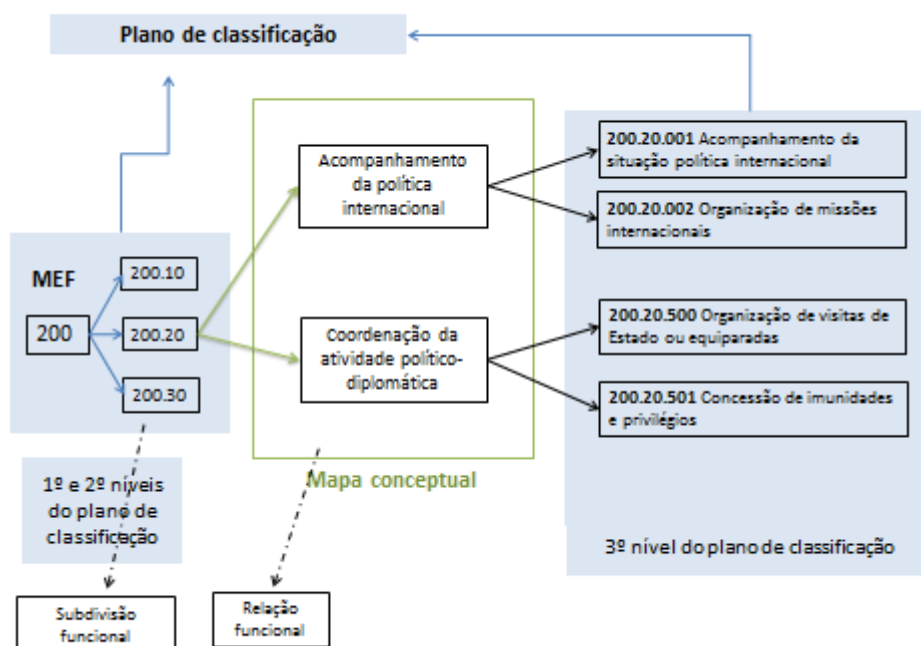 Plano de classificação
Acompanhamento
da política
internacional
200.20.001 Acompanhamento da
situação política internacional
200.20.002 Organização de missões
internacionais
MEF
200
200.10
200.20
200.30
Coordenação da
atividade político-
diplomática
200.20.500 Organização de visitas de
Estado ou equiparadas
200.20.501 Concessão de imunidades
e privilégios
Mapa conceptual
1º e 2º níveis
do plano de
classificação
3º nível do plano de classificação
Subdivisão
funcional
Relação
funcional